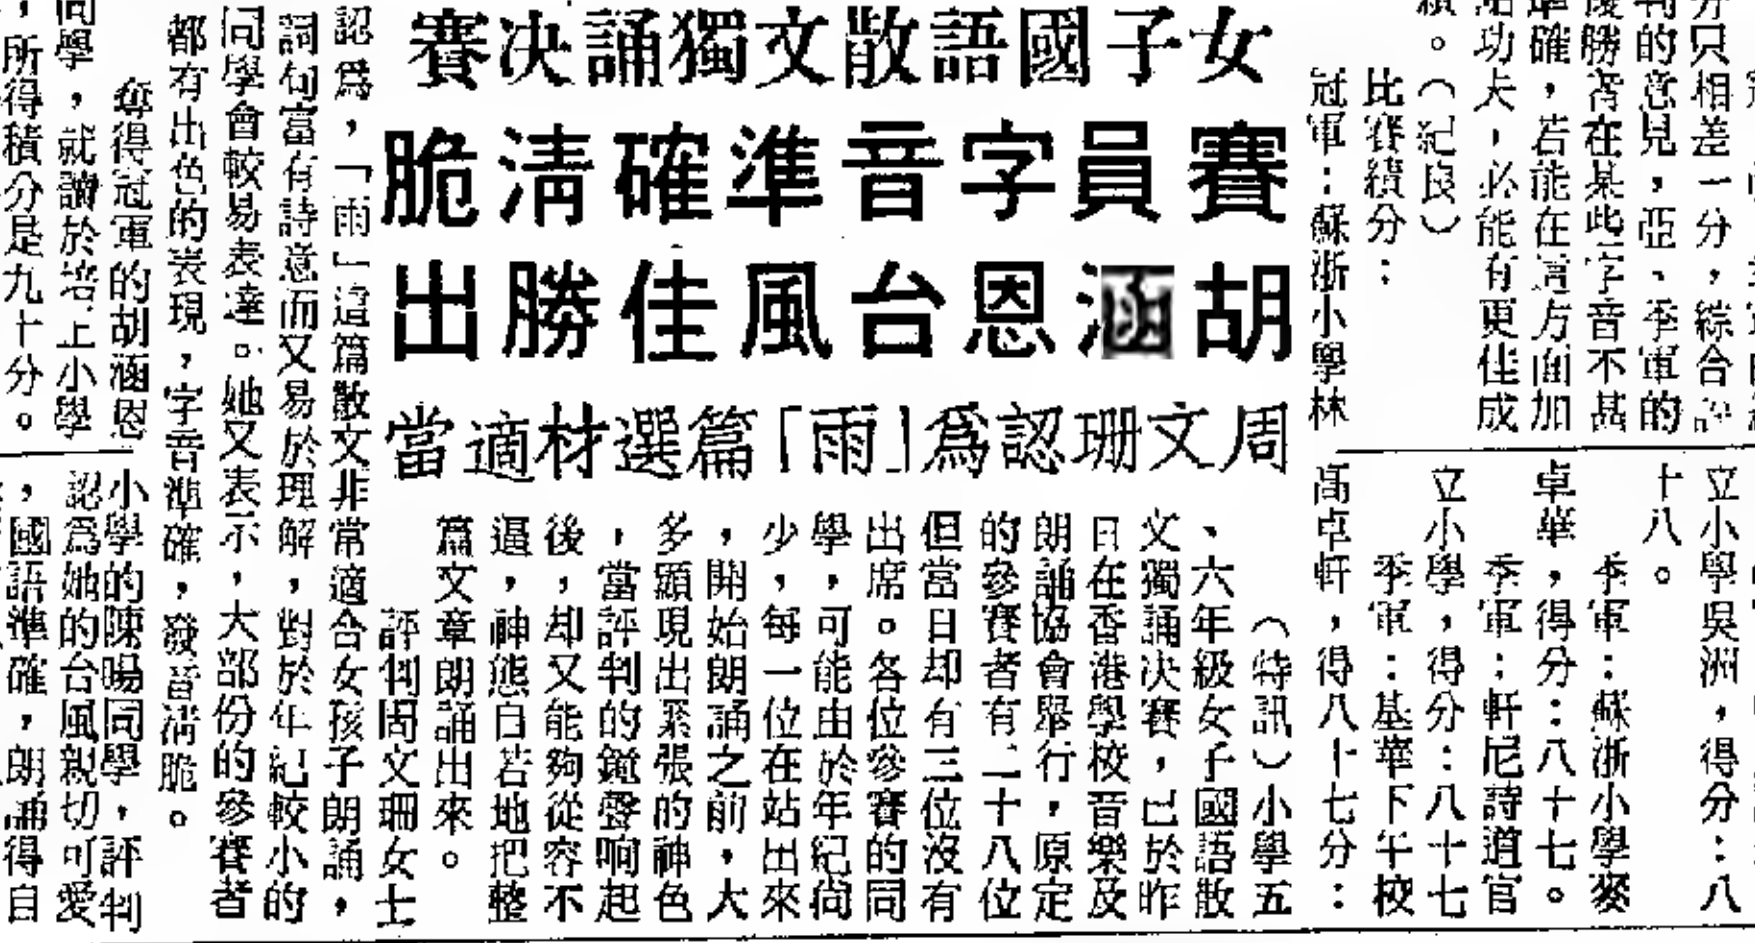 分只相差一分，綜合評
判的意見，亞、季軍的
優勝者在某些字音不甚
準確，若能在這方面加
點功夫，必能有更佳成
績。（紀良）
比賽績分：
冠軍：蘇浙小學林
立小學吳洲，得分：八
十八。
季軍：蘇浙小學麥
卓華，得分：八十七。
季軍：軒尼詩道官
立小學，得分：八十七
季軍：基華下午校
高卓軒，得八十七分：
女子國語散文獨誦决賽
賽員字音準確清脆
胡涵恩台風佳勝出
周文珊認爲「雨」篇選材適當
（特訊）小學五
、六年級女子國語散
文獨誦决賽，已於昨
日在香港學校音樂及
朗誦協會舉行，原定
的參賽者有二十八位
但當日却有三位沒有
出席。各位參賽的同
學，可能由於年紀尚
少，每一位在站出來
，開始朗誦之前，大
多顯現出緊張的神色
，當評判的鐘聲响起
後，却又能夠從容不
逼，神態自若地把整
篇文章朗誦出來。
評判周文珊女士
認爲，「雨」這篇散文非常適合女孩子朗誦，
詞句富有詩意而又易於理解，對於年紀較小的
同學會較易表達。她又表示，大部份的參賽者
都有出色的表現，字音準確，發音清脆。
奪得冠軍的胡涵恩
同學，就讀於培上小學
，所得積分是九十分。
小學的陳暘同學，評判
認爲她的台風親切可愛
，國語準確，朗誦得自